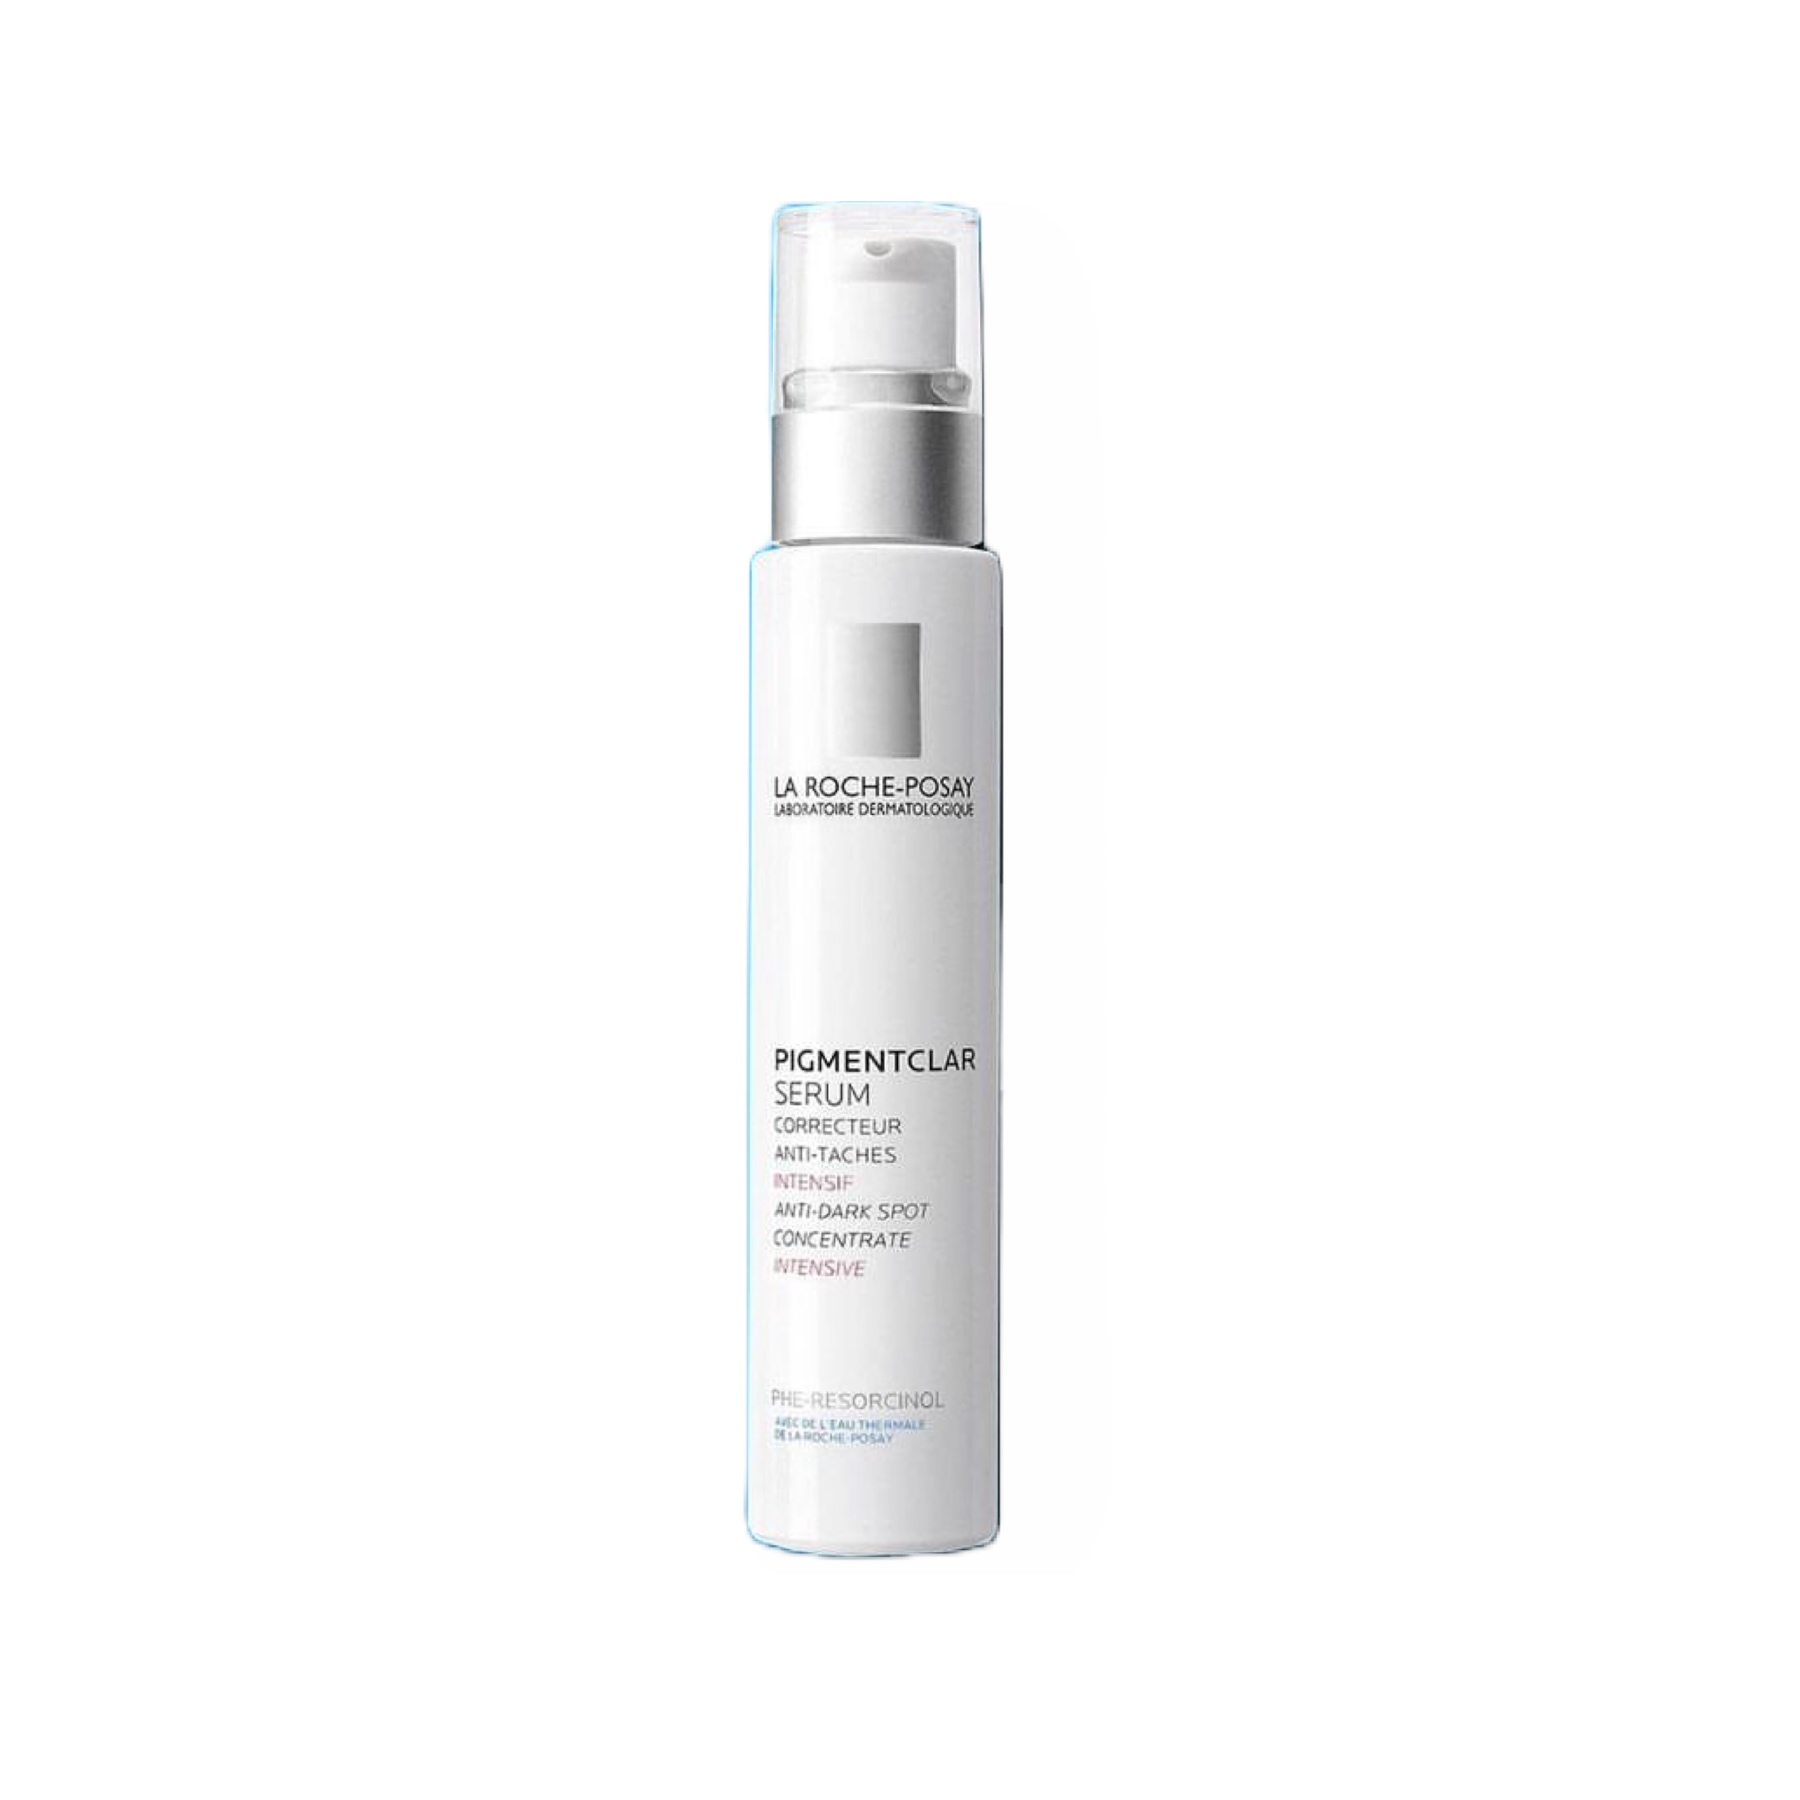 LA ROCHE-POSAY
LABORATOIRE DERMATOLOGIQUE
PIGMENTCLAR
SERUM
CORRECTEUR
ANTI-TACHES
INTENSIF
ANTI-DARK SPOT
CONCENTRATE
INTENSIVE
PHE-RESORCINOL
AVEC DE L'EAU THERMALE
DE LA ROCHE-POSAY